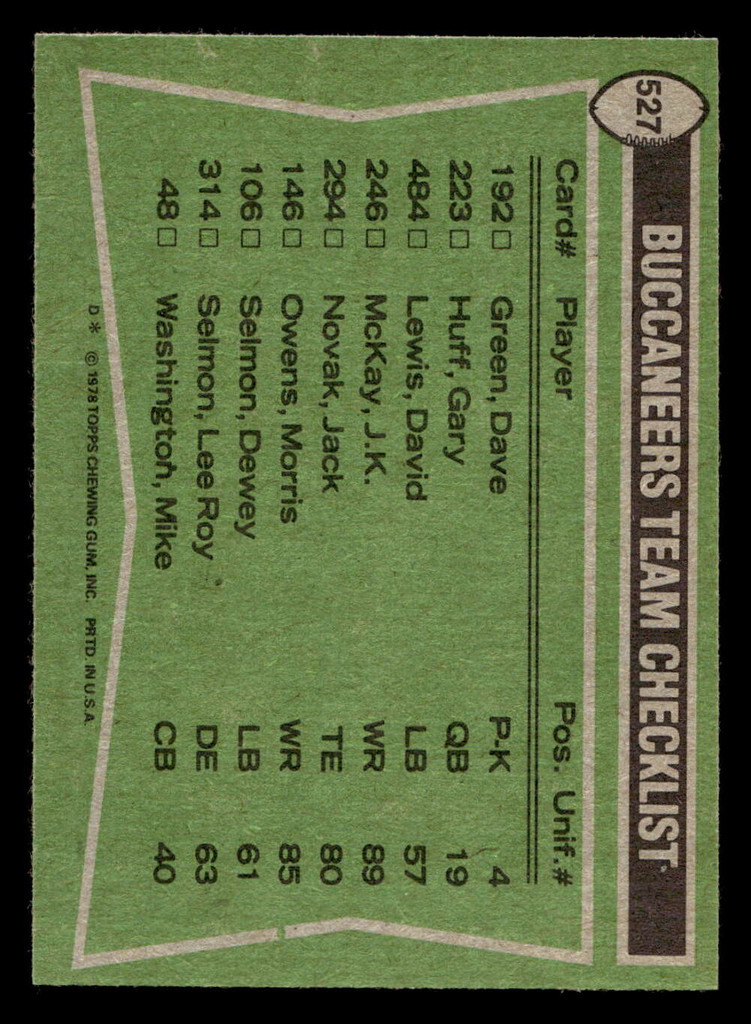 527
BUCCANEERS TEAM CHECKLIST
Card# Player Pos. Unif.#
192□ Green, Dave P-K 4
223□ Huff, Gary QB 19
484□ Lewis, David LB 57
246□ McKay, J.K. WR 89
294□ Novak, Jack TE 80
146□ Owens, Morris WR 85
106□ Selmon, Dewey LB 61
314□ Selmon, Lee Roy DE 63
48□ Washington, Mike CB 40
D* © 1978 TOPPS CHEWING GUM, INC. PRTD. IN U.S.A.